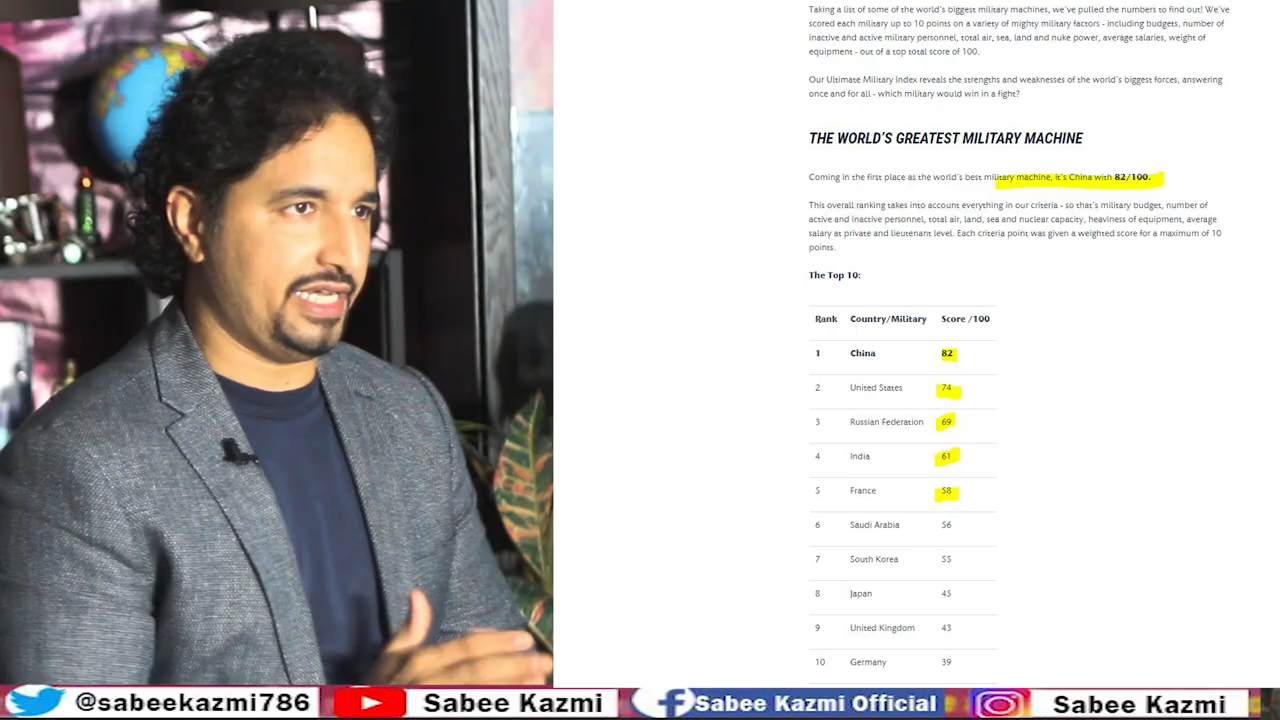 Taking a list of some of the world's biggest military machines, we've pulled the numbers to find out! We've
scored each military up to 10 points on a variety of mighty military factors - including budgets, number of
inactive and active military personnel, total air, sea, land and nuke power, average salaries, weight of
equipment - out of a top total score of 100.
Our Ultimate Military Index reveals the strengths and weaknesses of the world's biggest forces, answering
once and for all - which military would win in a fight?
THE WORLD'S GREATEST MILITARY MACHINE
Coming in the first place as the world's best military machine, it's China with 82/100.
This overall ranking takes into account everything in our criteria - so that's military budget, number of
active and inactive personnel, total air, land, sea and nuclear capacity, heaviness of equipment, average
salary at private and lieutenant level. Each criteria point was given a weighted score for a maximum of 10
points.
The Top 10:
Rank Country/Military Score /100
1 China 82
2 United States 74
3 Russian Federation 69
4 India 61
5 France 58
6 Saudi Arabia 56
7 South Korea 55
8 Japan 45
9 United Kingdom 43
10 Germany 39
@sabeekazmi786 Sabee Kazmi Sabee Kazmi Official Sabee Kazmi